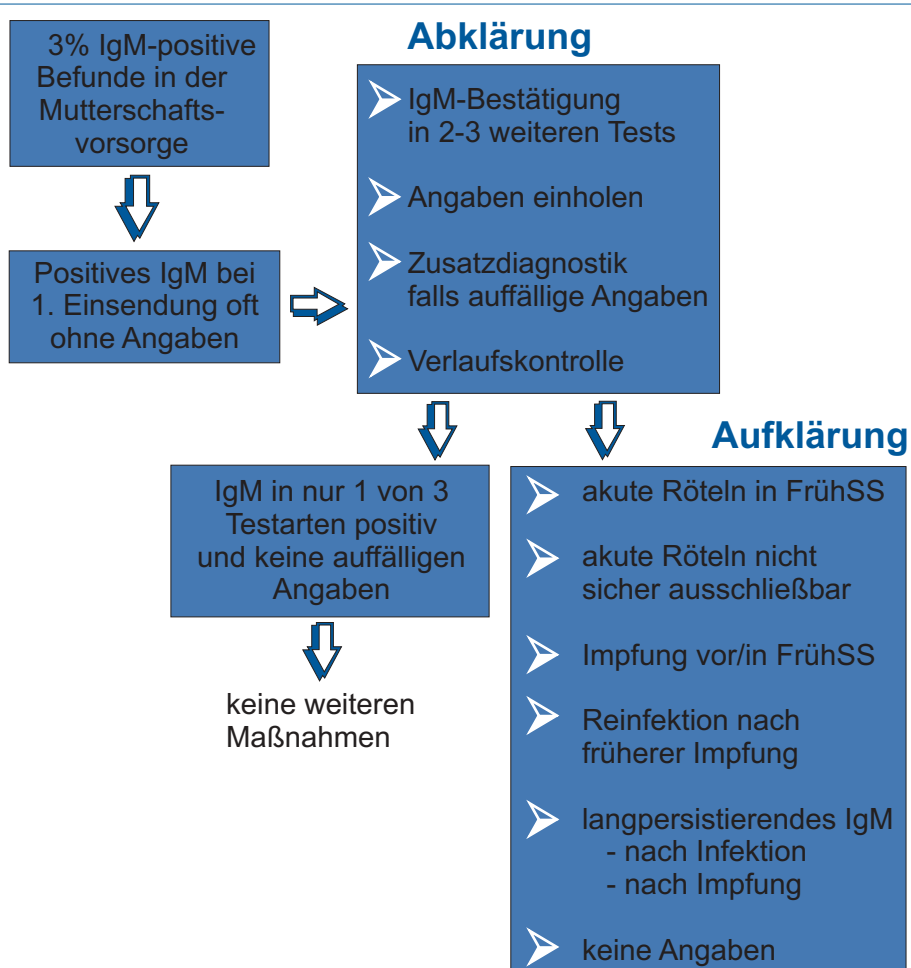 3% IgM-positive
Befunde in der
Mutterschafts-
vorsorge
Positives IgM bei
1. Einsendung oft
ohne Angaben
Abklärung
IgM-Bestätigung
in 2-3 weiteren Tests
Angaben einholen
Zusatzdiagnostik
falls auffällige Angaben
Verlaufskontrolle
IgM in nur 1 von 3
Testarten positiv
und keine auffälligen
Angaben
keine weiteren
Maßnahmen
Aufklärung
akute Röteln in FrühSS
akute Röteln nicht
sicher ausschließbar
Impfung vor/in FrühSS
Reinfektion nach
früherer Impfung
langpersistierendes IgM
- nach Infektion
- nach Impfung
keine Angaben